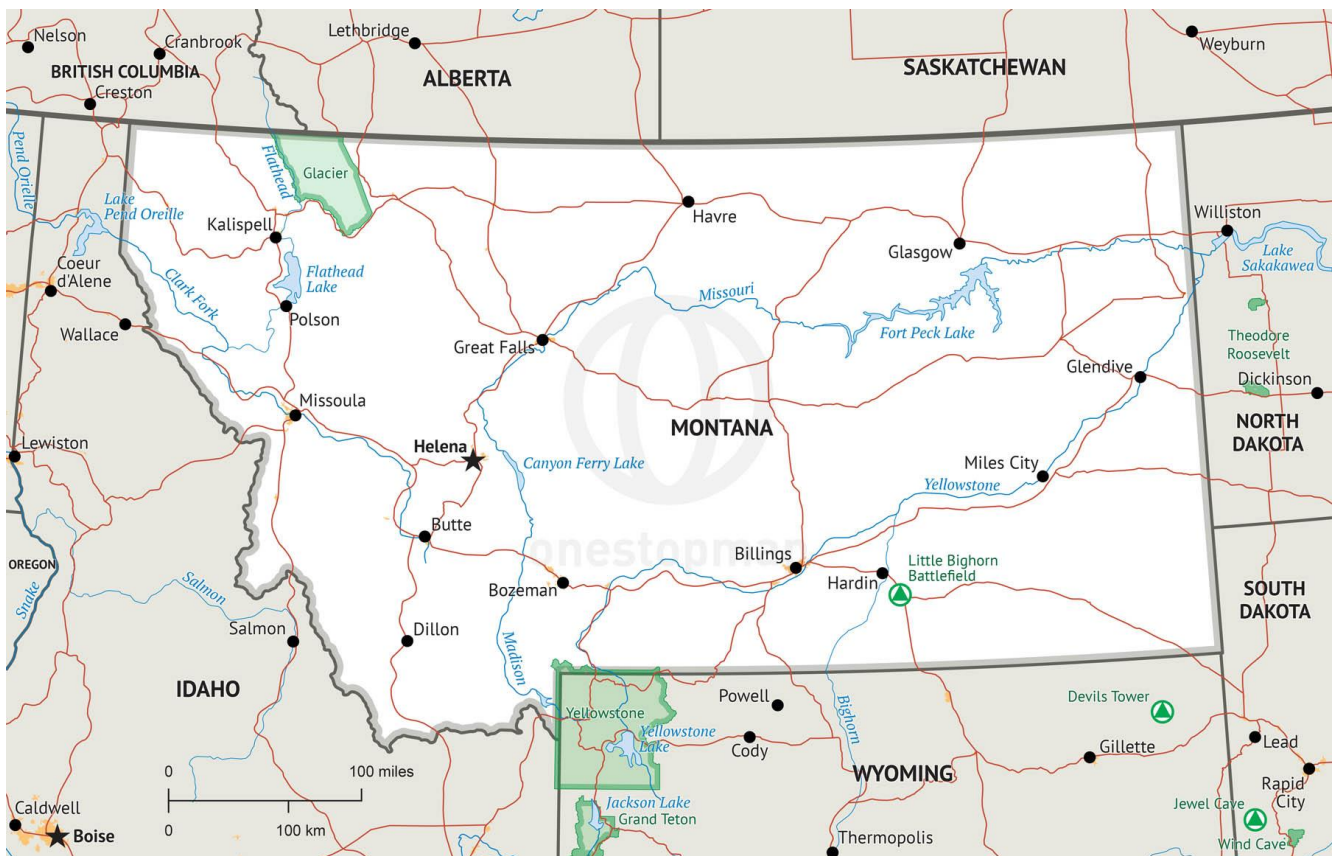 Nelson
Cranbrook
Lethbridge
Weyburn
BRITISH COLUMBIA
ALBERTA
SASKATCHEWAN
Creston
Pend Orielle
Flathead
Glacier
Lake
Pend Oreille
Kalispell
Havre
Williston
Glasgow
Lake
Sakakawea
Coeur
d'Alene
Clark Fork
Flathead
Lake
Missouri
Polson
Wallace
Great Falls
Fort Peck Lake
Theodore
Roosevelt
Glendive
Dickinson
Missoula
MONTANA
NORTH
DAKOTA
Lewiston
Helena
Canyon Ferry Lake
Miles City
Yellowstone
Butte
onestopmap
Billings
OREGON
Snake
Salmon
Bozeman
Hardin
Little Bighorn
Battlefield
SOUTH
DAKOTA
Salmon
Dillon
Madison
IDAHO
Yellowstone
Powell
Bighorn
Devils Tower
Yellowstone
Lake
Cody
Gillette
Lead
WYOMING
0
100 miles
0
100 km
Rapid
City
Caldwell
Boise
Jackson Lake
Grand Teton
Jewel Cave
Thermopolis
Wind Cave